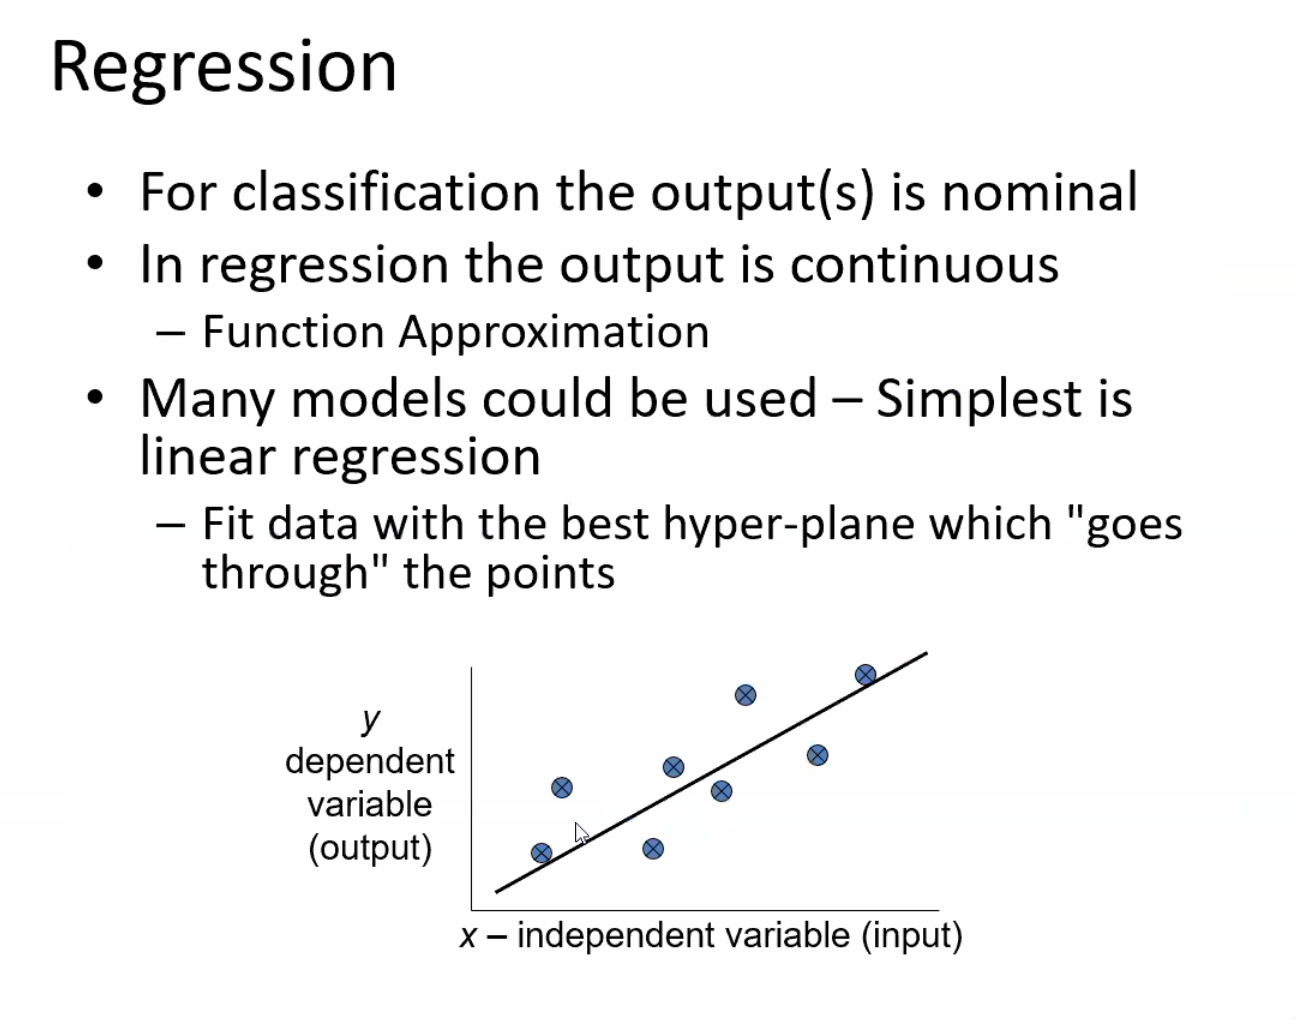 Regression
• For classification the output(s) is nominal
• In regression the output is continuous
– Function Approximation
• Many models could be used – Simplest is
linear regression
– Fit data with the best hyper-plane which "goes
through" the points
y
dependent
variable
(output)
x – independent variable (input)